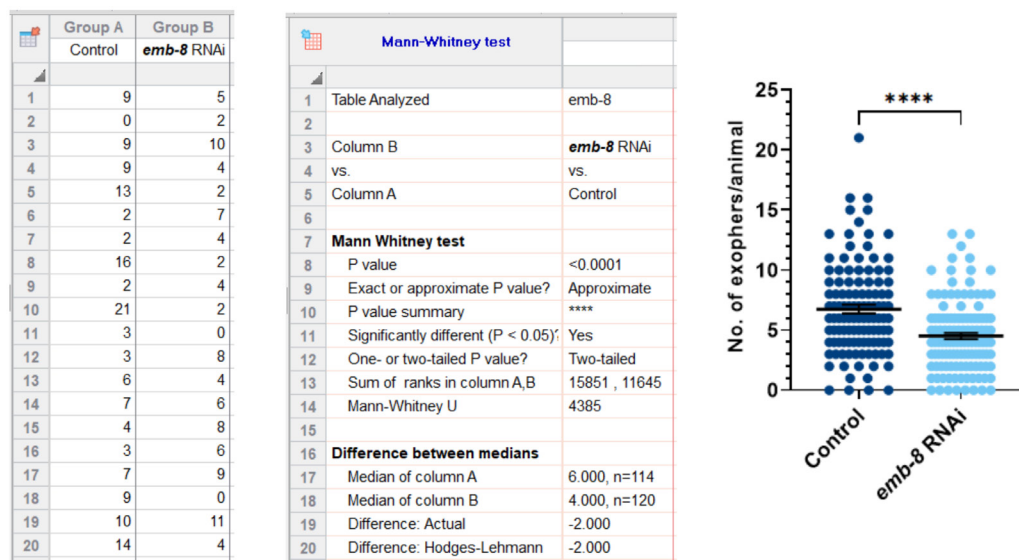 Group A Group B
Control emb-8 RNAi
1 9 5
2 0 2
3 9 10
4 9 4
5 13 2
6 2 7
7 2 4
8 16 2
9 2 4
10 21 2
11 3 0
12 3 8
13 6 4
14 7 6
15 4 8
16 3 6
17 7 9
18 9 0
19 10 11
20 14 4
Mann-Whitney test
1 Table Analyzed emb-8
2
3 Column B emb-8 RNAi
4 vs. vs.
5 Column A Control
6
7 Mann Whitney test
8 P value <0.0001
9 Exact or approximate P value? Approximate
10 P value summary ****
11 Significantly different (P < 0.05)? Yes
12 One- or two-tailed P value? Two-tailed
13 Sum of ranks in column A,B 15851 , 11645
14 Mann-Whitney U 4385
15
16 Difference between medians
17 Median of column A 6.000, n=114
18 Median of column B 4.000, n=120
19 Difference: Actual -2.000
20 Difference: Hodges-Lehmann -2.000
No. of exophers/animal
25
20
15
10
5
0
****
Control
emb-8 RNAi